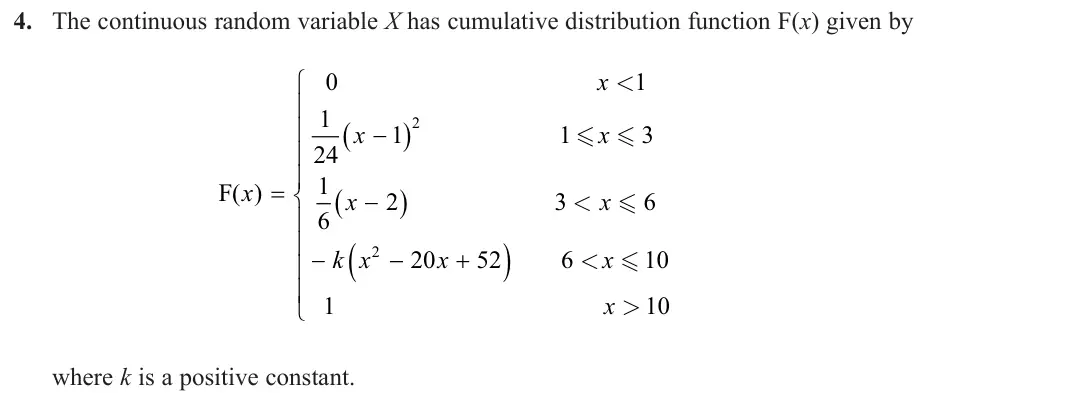 4. The continuous random variable X has cumulative distribution function F(x) given by
F(x) = { 0 x < 1
1/24 (x − 1)² 1 ⩽ x ⩽ 3
1/6 (x − 2) 3 < x ⩽ 6
− k(x² − 20x + 52) 6 < x ⩽ 10
1 x > 10
where k is a positive constant.